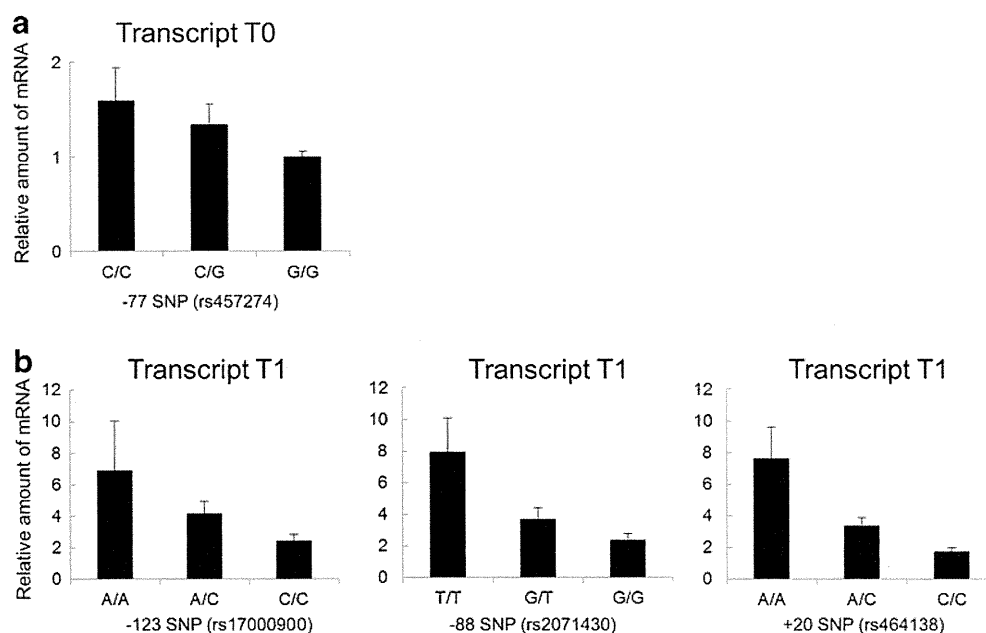 a
Transcript T0
Relative amount of mRNA
2
1
0
C/C C/G G/G
-77 SNP (rs457274)
b
Transcript T1
Relative amount of mRNA
12
10
8
6
4
2
0
A/A A/C C/C
-123 SNP (rs17000900)
Transcript T1
12
10
8
6
4
2
0
T/T G/T G/G
-88 SNP (rs2071430)
Transcript T1
12
10
8
6
4
2
0
A/A A/C C/C
+20 SNP (rs464138)